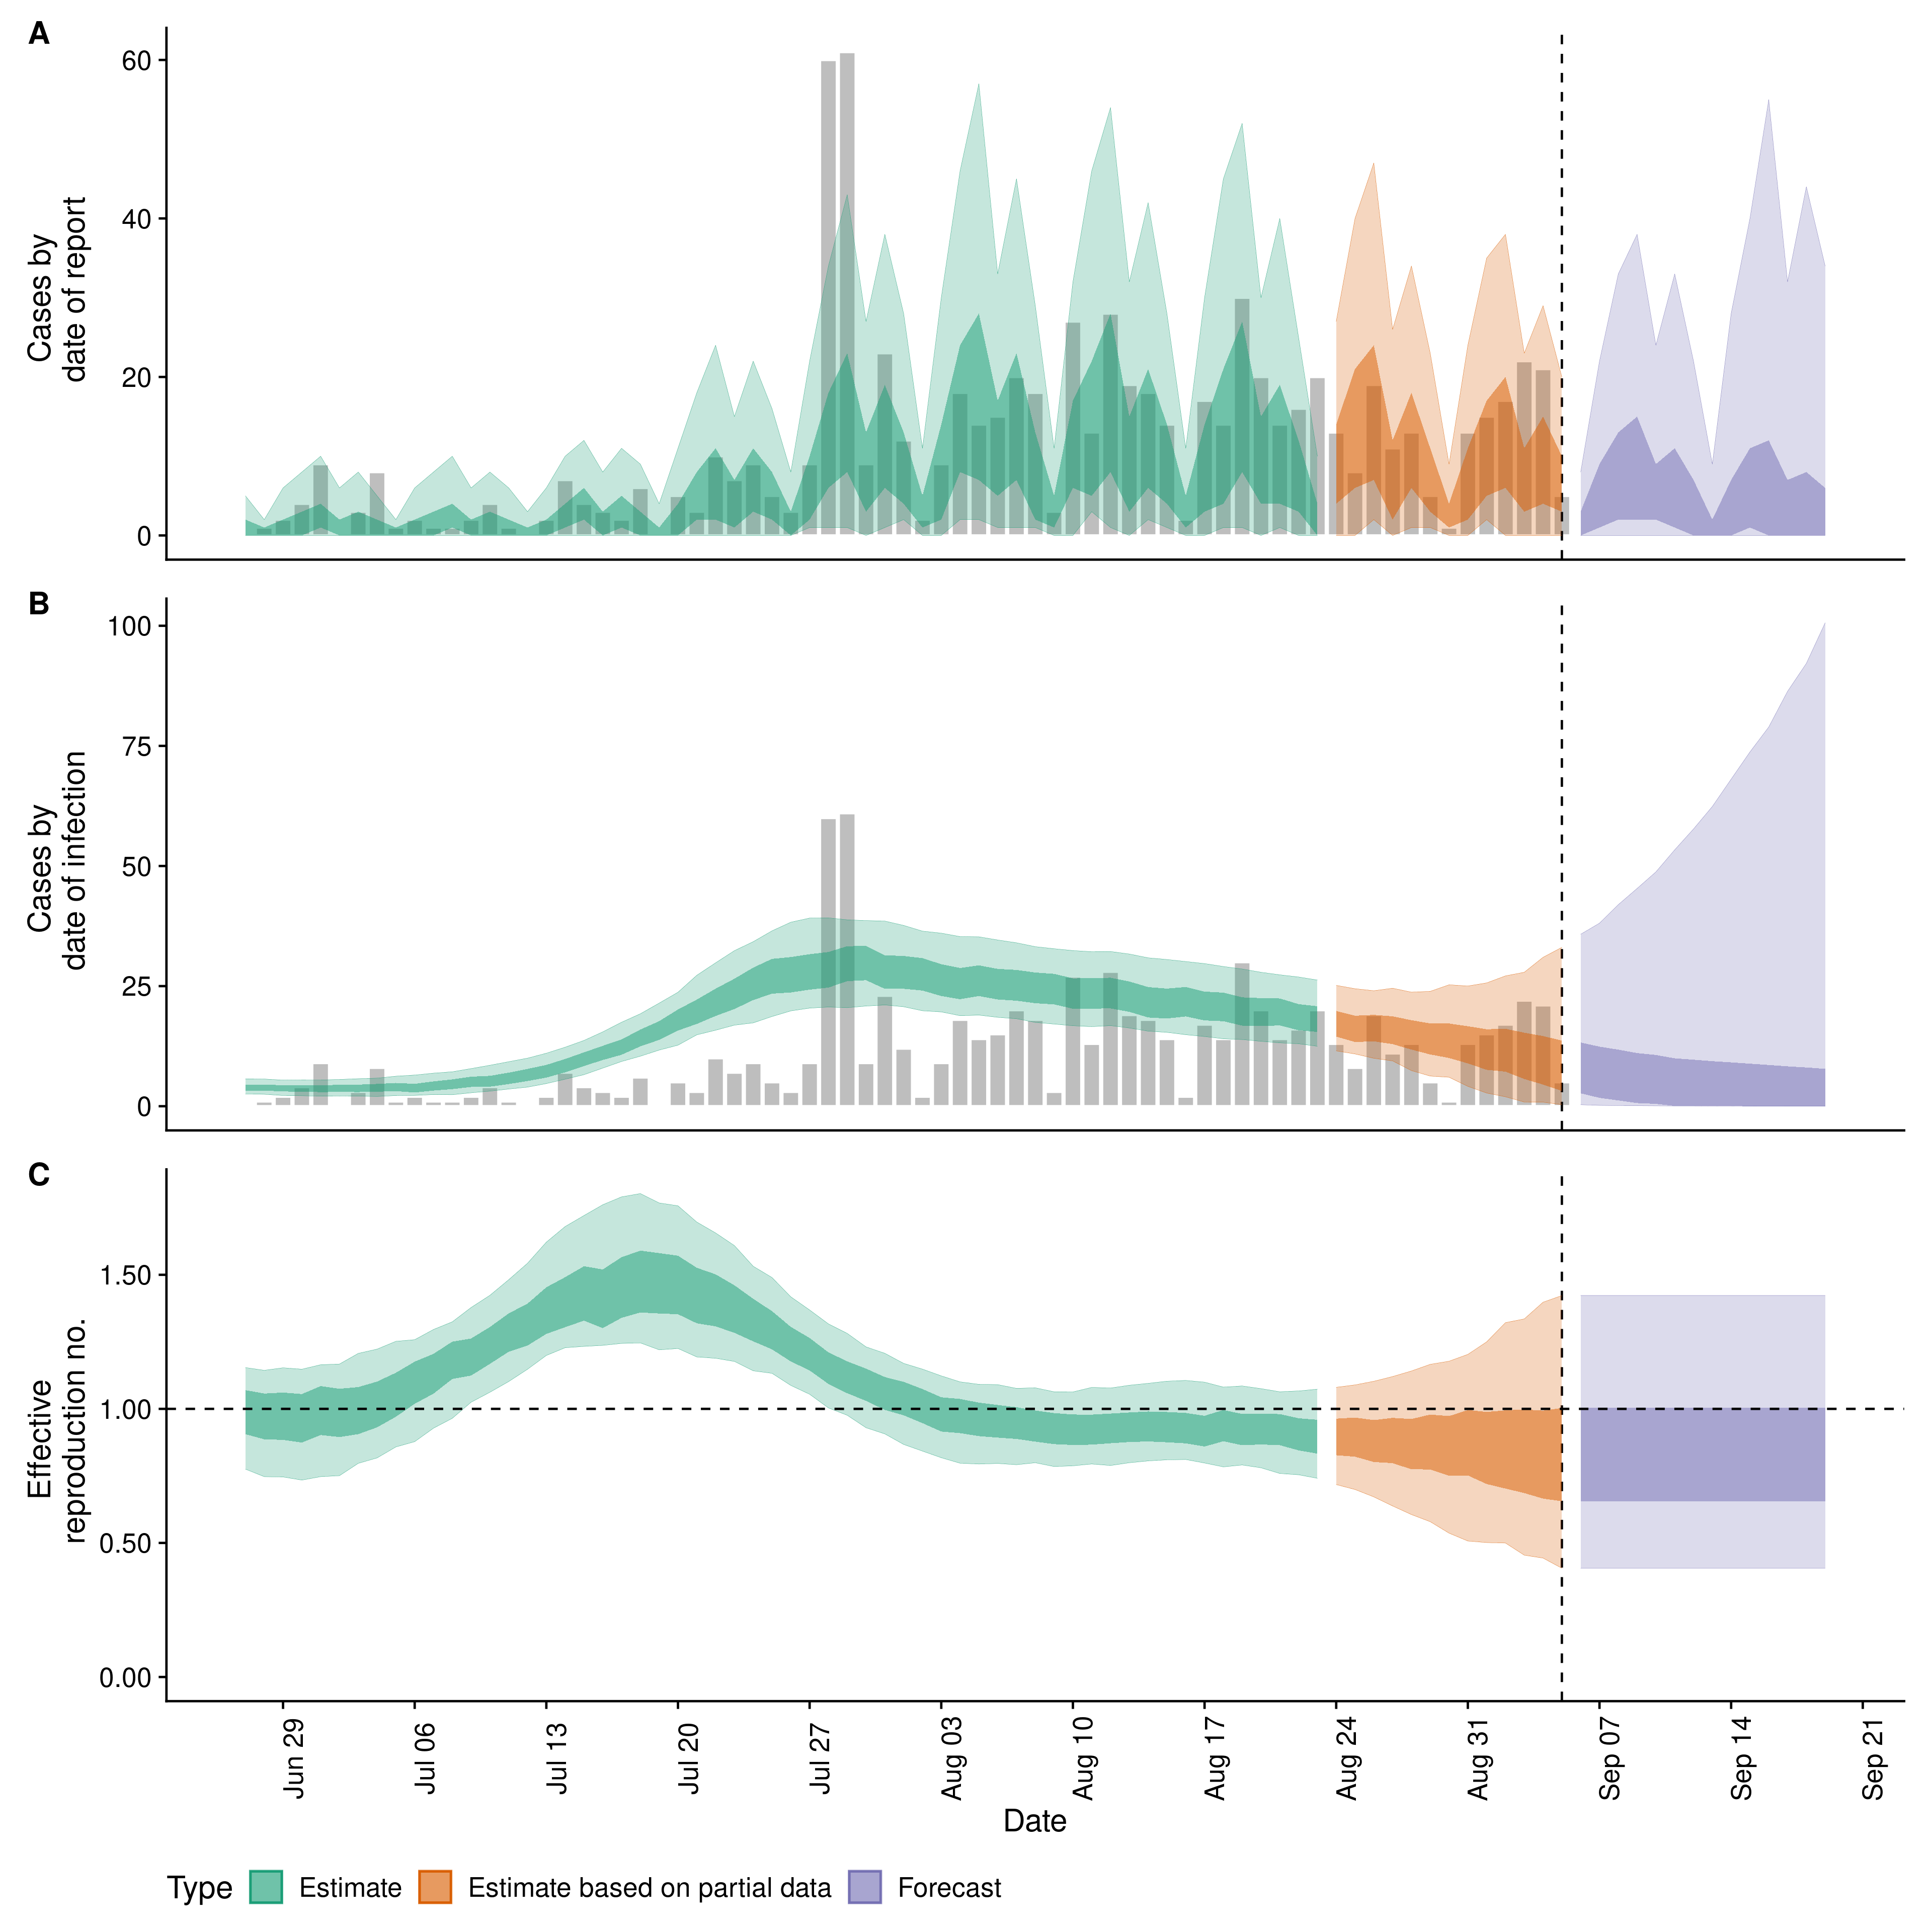 A
60
40
20
0
Cases by
date of report
B
100
75
50
25
0
Cases by
date of infection
C
1.50
1.00
0.50
0.00
Effective
reproduction no.
Jun 29
Jul 06
Jul 13
Jul 20
Jul 27
Aug 03
Aug 10
Aug 17
Aug 24
Aug 31
Sep 07
Sep 14
Sep 21
Date
Type Estimate Estimate based on partial data Forecast